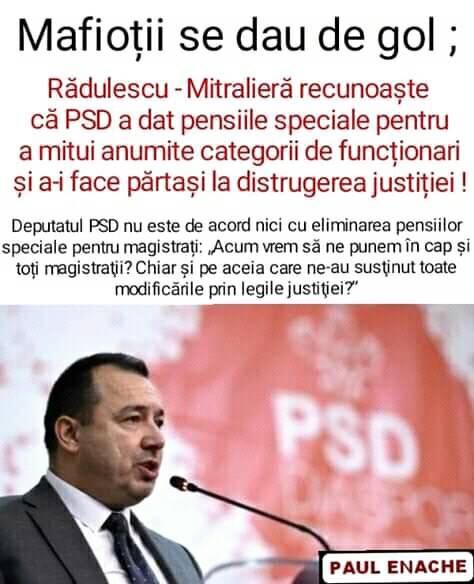 Mafioții se dau de gol ;
Rădulescu - Mitralieră recunoaște
că PSD a dat pensiile speciale pentru
a mitui anumite categorii de funcționari
și a-i face părtași la distrugerea justiției !
Deputatul PSD nu este de acord nici cu eliminarea pensiilor
speciale pentru magistrați: „Acum vrem să ne punem în cap și
toți magistrații? Chiar și pe aceia care ne-au susținut toate
modificările prin legile justiției?”
PSD
PAUL ENACHE